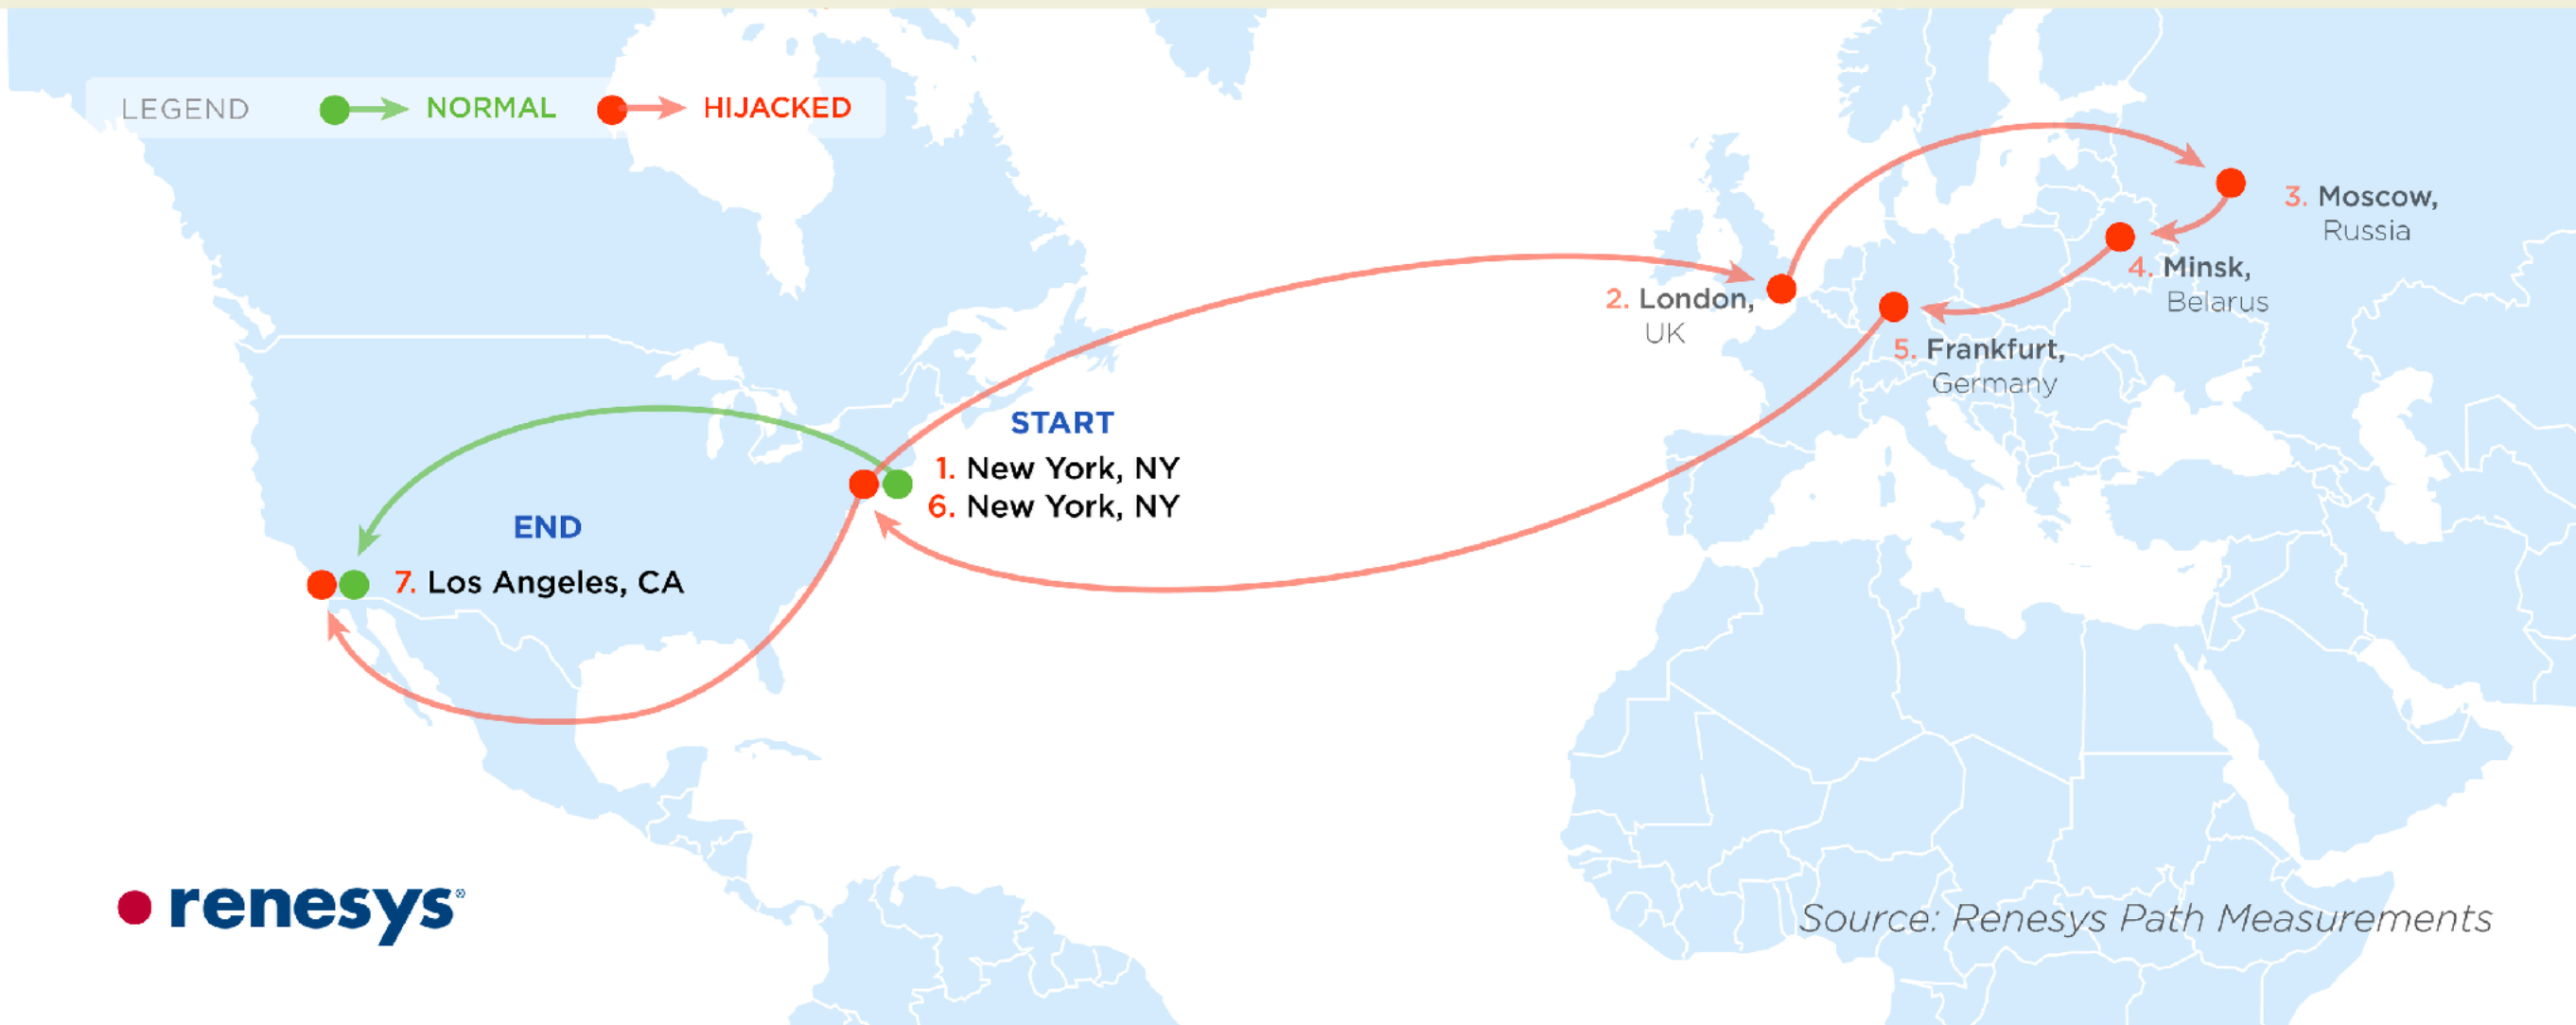 LEGEND NORMAL HIJACKED
3. Moscow,
Russia
4. Minsk,
Belarus
2. London,
UK
5. Frankfurt,
Germany
START
1. New York, NY
6. New York, NY
END
7. Los Angeles, CA
renesys®
Source: Renesys Path Measurements